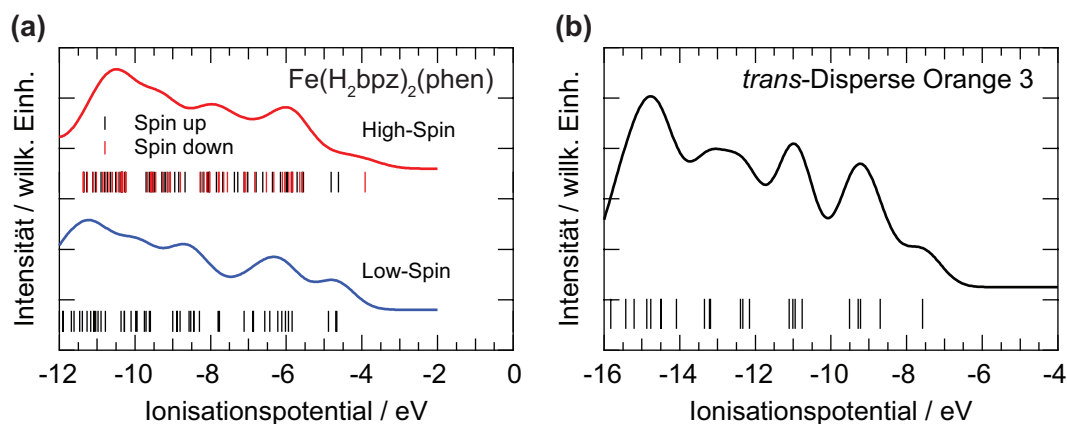 (a)
Fe(H₂bpz)₂(phen)
High-Spin
Spin up
Spin down
Low-Spin
Intensität / willk. Einh.
-12 -10 -8 -6 -4 -2 0
Ionisationspotential / eV
(b)
trans-Disperse Orange 3
Intensität / willk. Einh.
-16 -14 -12 -10 -8 -6 -4
Ionisationspotential / eV